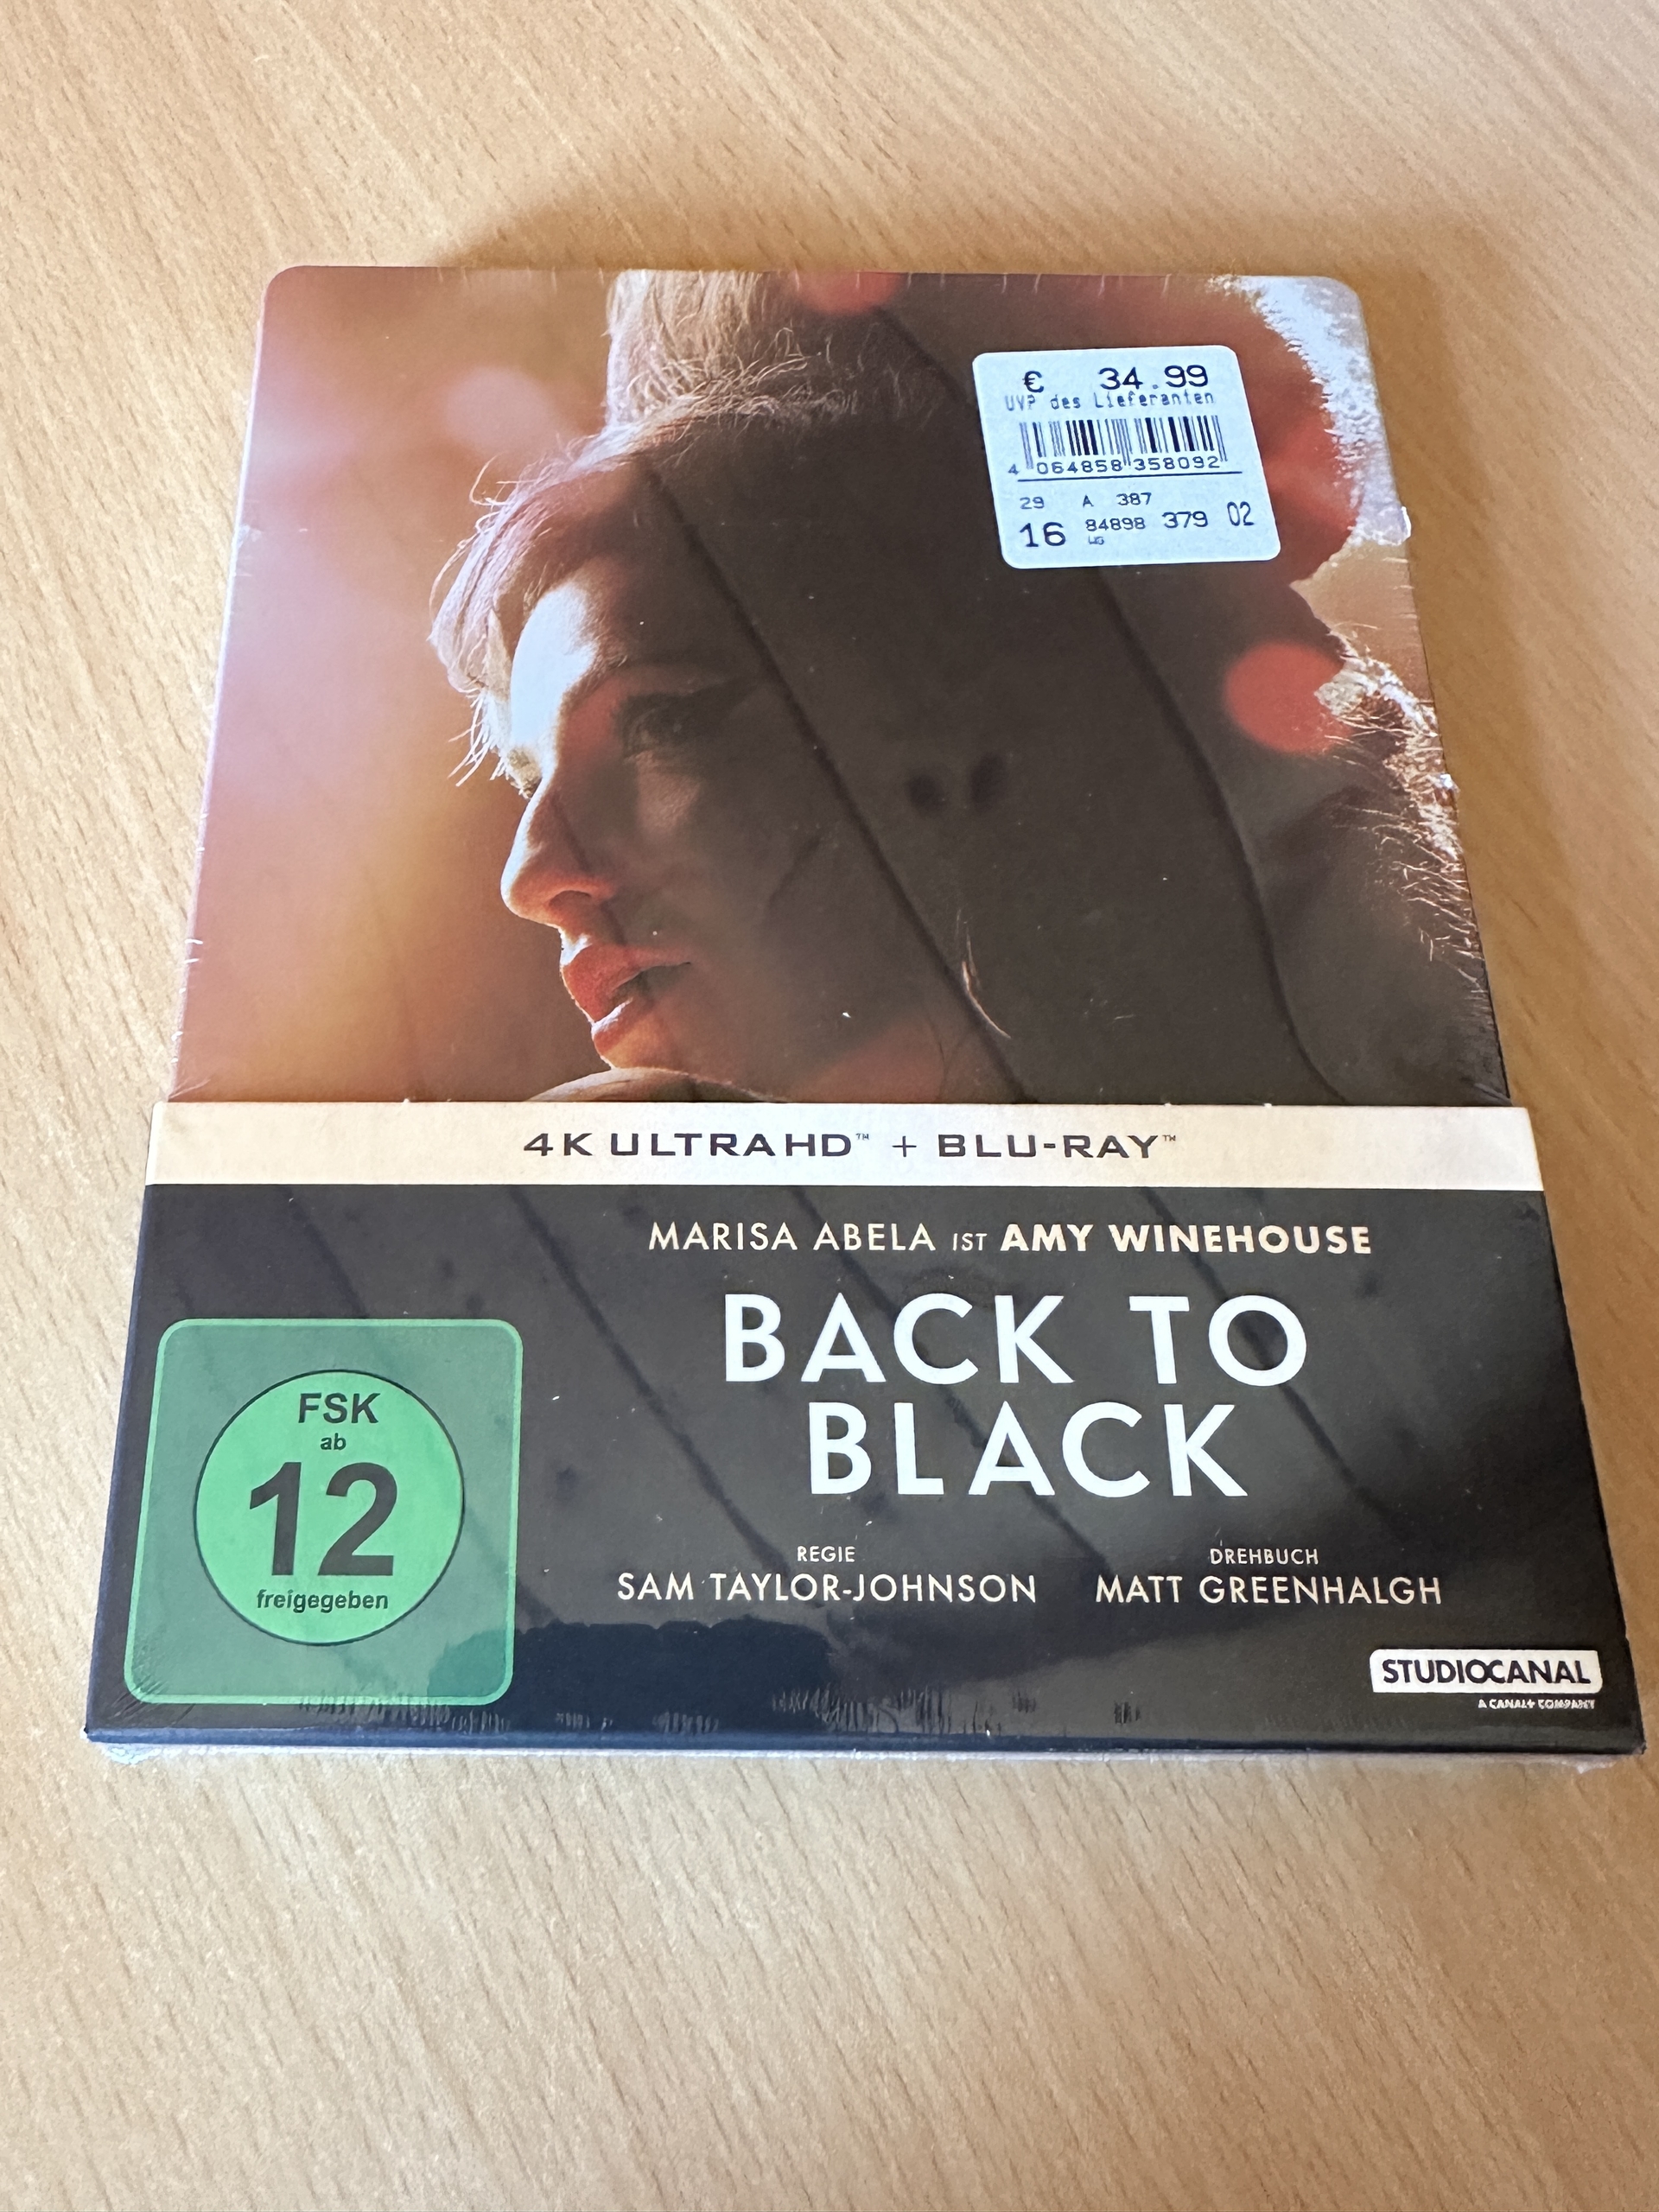 € 34.99
UVP des Lieferanten
4 064858 358092
29 A 387
16 84898 379 02
WG
4K ULTRAHD™ + BLU-RAY™
MARISA ABELA IST AMY WINEHOUSE
BACK TO
BLACK
FSK
ab
12
freigegeben
REGIE
SAM TAYLOR-JOHNSON
DREHBUCH
MATT GREENHALGH
STUDIOCANAL
A CANAL+ COMPANY